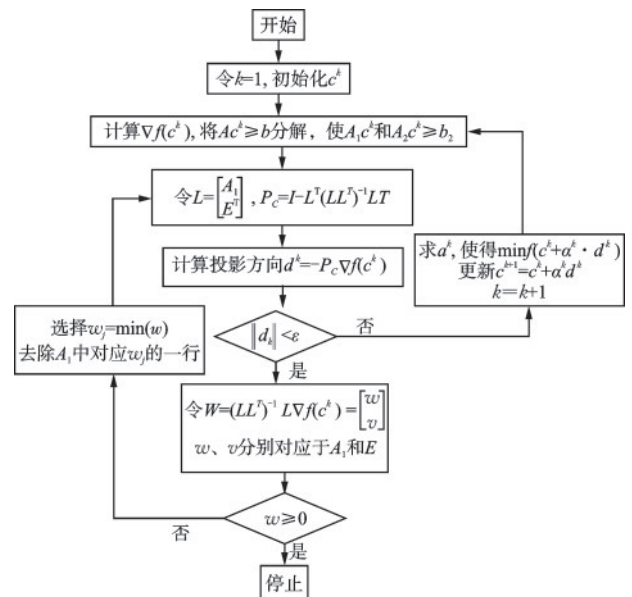 开始
令k=1, 初始化c^k
计算∇f(c^k), 将Ac^k≥b分解，使A₁c^k和A₂c^k≥b₂
令L=[A₁ E^T], P_C=I-L^T(LL^T)^-1LT
计算投影方向d^k=-P_C∇f(c^k)
求a^k, 使得minf(c^k+α^k·d^k)
更新c^{k+1}=c^k+α^kd^k
k=k+1
‖d_k‖<ε
否
是
选择w_j=min(w)
去除A₁中对应w_j的一行
令W=(LL^T)^-1 L∇f(c^k)=[w v]
w、v分别对应于A₁和E
w≥0
否
是
停止